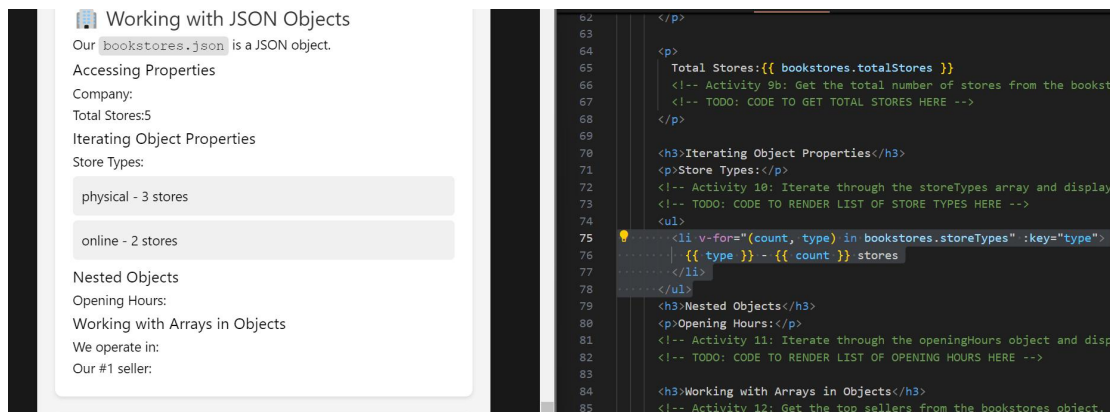 🏢 Working with JSON Objects
Our bookstores.json is a JSON object.
Accessing Properties
Company:
Total Stores:5
Iterating Object Properties
Store Types:
physical - 3 stores
online - 2 stores
Nested Objects
Opening Hours:
Working with Arrays in Objects
We operate in:
Our #1 seller:
62 </p>
63
64 <p>
65 Total Stores:{{ bookstores.totalStores }}
66 <!-- Activity 9b: Get the total number of stores from the bookst
67 <!-- TODO: CODE TO GET TOTAL STORES HERE -->
68 </p>
69
70 <h3>Iterating Object Properties</h3>
71 <p>Store Types:</p>
72 <!-- Activity 10: Iterate through the storeTypes array and display
73 <!-- TODO: CODE TO RENDER LIST OF STORE TYPES HERE -->
74 <ul>
75 <li v-for="(count, type) in bookstores.storeTypes" :key="type">
76 {{ type }} - {{ count }} stores
77 </li>
78 </ul>
79 <h3>Nested Objects</h3>
80 <p>Opening Hours:</p>
81 <!-- Activity 11: Iterate through the openingHours object and disp
82 <!-- TODO: CODE TO RENDER LIST OF OPENING HOURS HERE -->
83
84 <h3>Working with Arrays in Objects</h3>
85 <!-- Activity 12: Get the top sellers from the bookstores object.